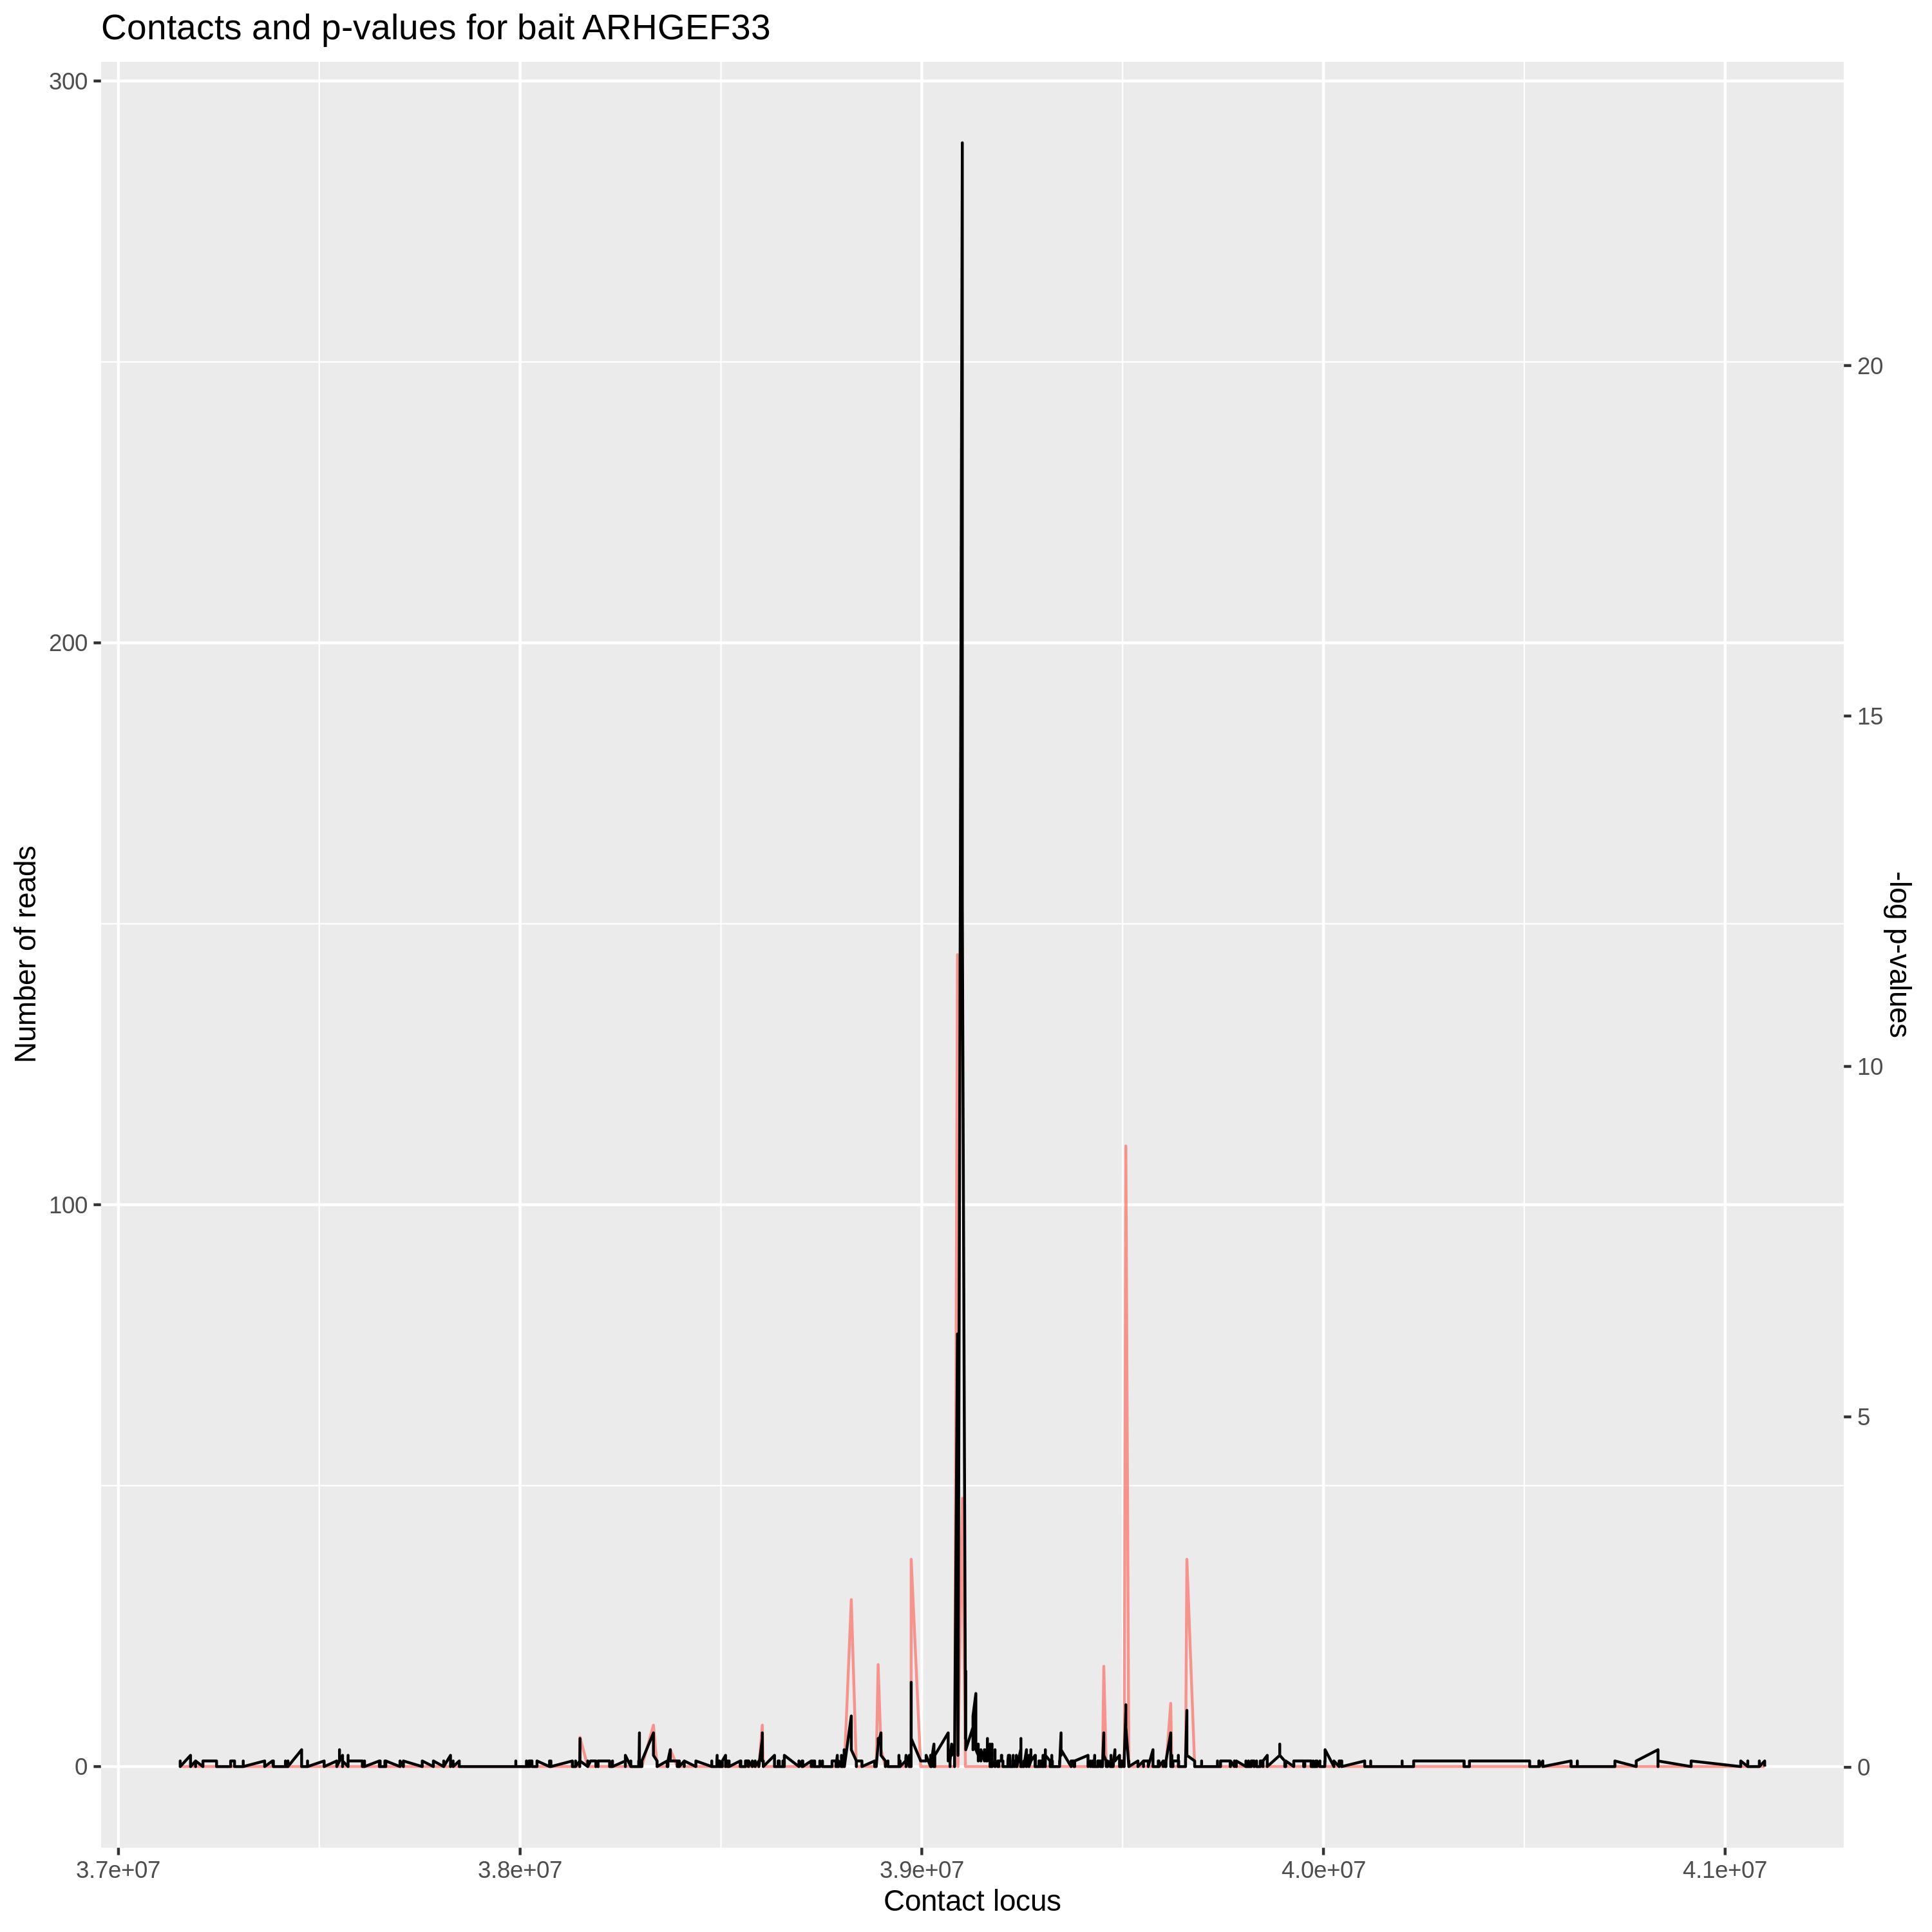 Contacts and p-values for bait ARHGEF33
300
200
100
0
Number of reads
20
15
10
5
0
-log p-values
3.7e+07
3.8e+07
3.9e+07
4.0e+07
4.1e+07
Contact locus